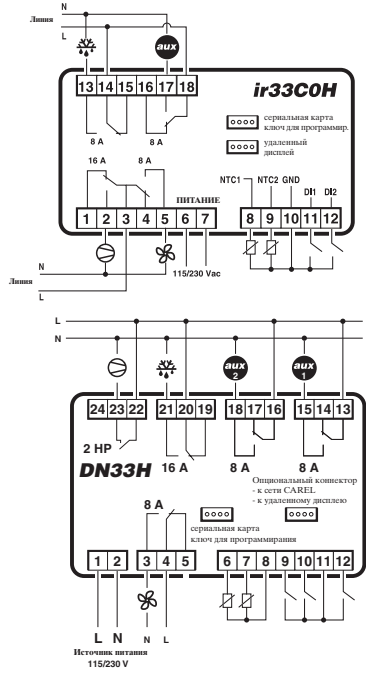 N
Линия
L
aux
13 14 15 16 17 18
ir33C0H
8 A 8 A
серийная карта
ключ для программир.
удаленный
дисплей
16 A 8 A
NTC1 NTC2 GND DI1 DI2
ПИТАНИЕ
1 2 3 4 5 6 7 8 9 10 11 12
N
Линия
L
115/230 Vac
L
N
aux 2
aux 1
24 23 22 21 20 19 18 17 16 15 14 13
2 HP
DN33H
16 A 8 A 8 A
Опциональный коннектор
- к сети CAREL
- к удаленному дисплею
8 A
сериальная карта
ключ для программирания
1 2 3 4 5 6 7 8 9 10 11 12
L N N L
Источник питания
115/230 V